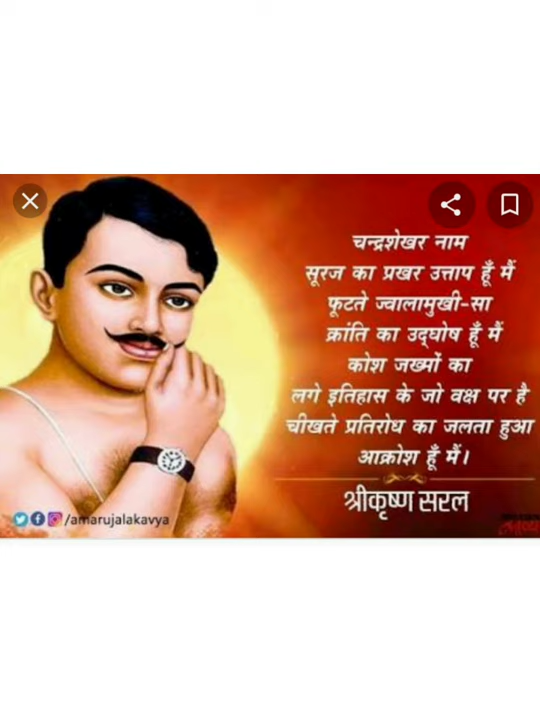 चन्द्रशेखर नाम
सूरज का प्रखर उत्ताप हूँ मैं
फूटते ज्वालामुखी-सा
क्रांति का उद्घोष हूँ मैं
कोश जख्मों का
लगे इतिहास के जो वक्ष पर है
चीखते प्रतिरोध का जलता हुआ
आक्रोश हूँ मैं।
श्रीकृष्ण सरल
/amarujalakavya